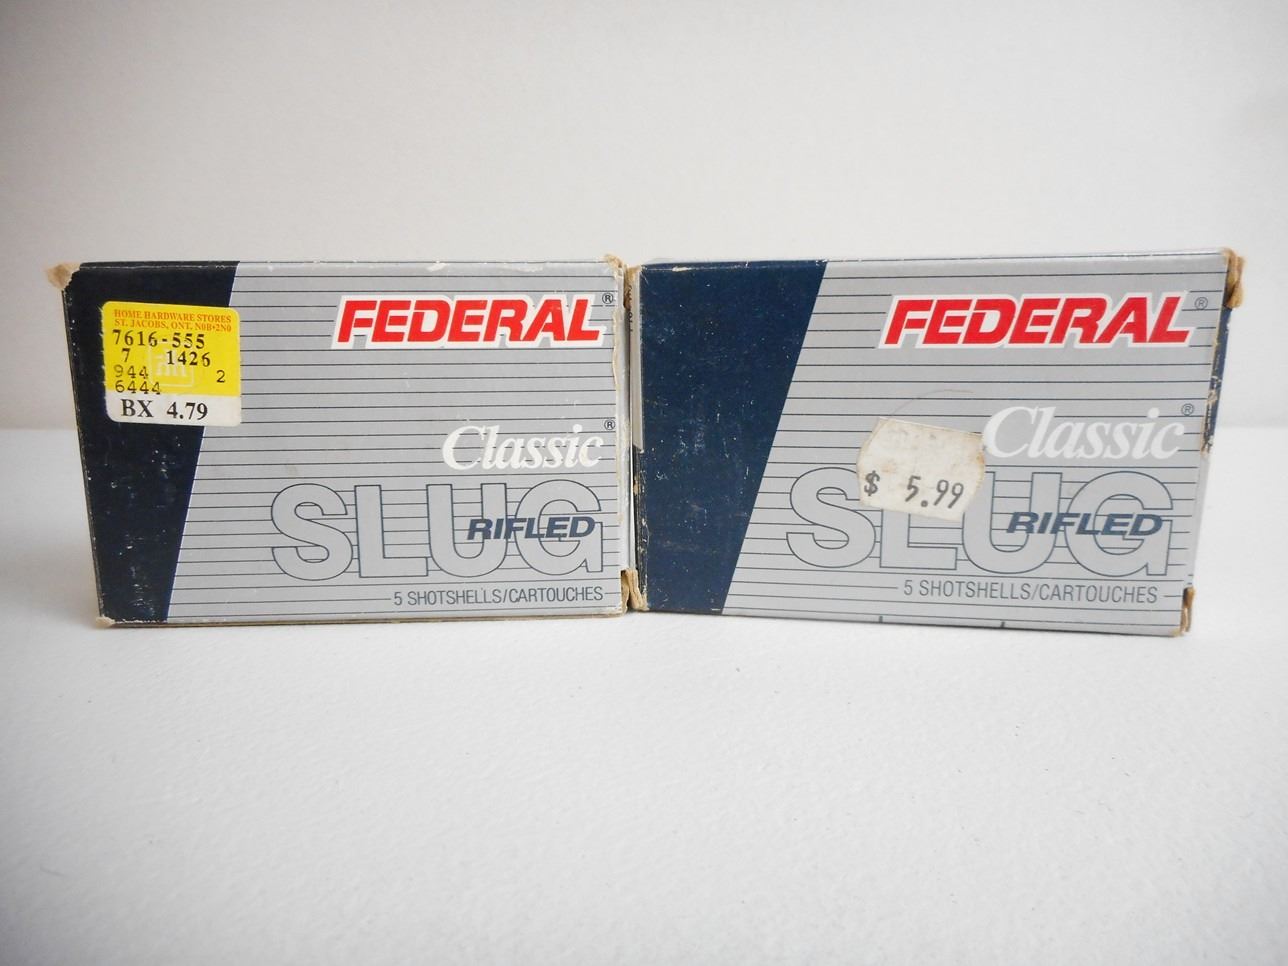 HOME HARDWARE STORES
ST. JACOBS, ONT. N0B•2N0
7616-555
7 1426
944 2
6444
BX 4.79
FEDERAL®
Classic®
SLUG
RIFLED
5 SHOTSHELLS/CARTOUCHES
FEDERAL®
Classic®
$ 5.99
SLUG
RIFLED
5 SHOTSHELLS/CARTOUCHES